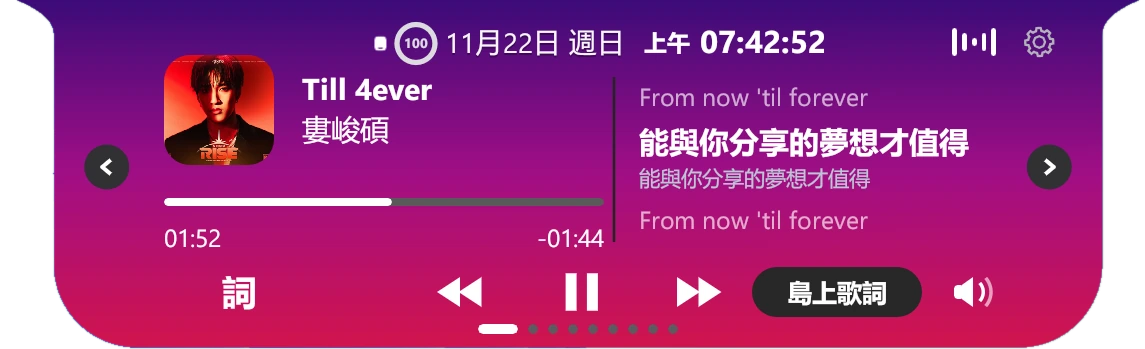 100 11月22日 週日 上午 07:42:52
Till 4ever
婁峻碩
RISE
01:52
-01:44
From now 'til forever
能與你分享的夢想才值得
能與你分享的夢想才值得
From now 'til forever
詞
島上歌詞